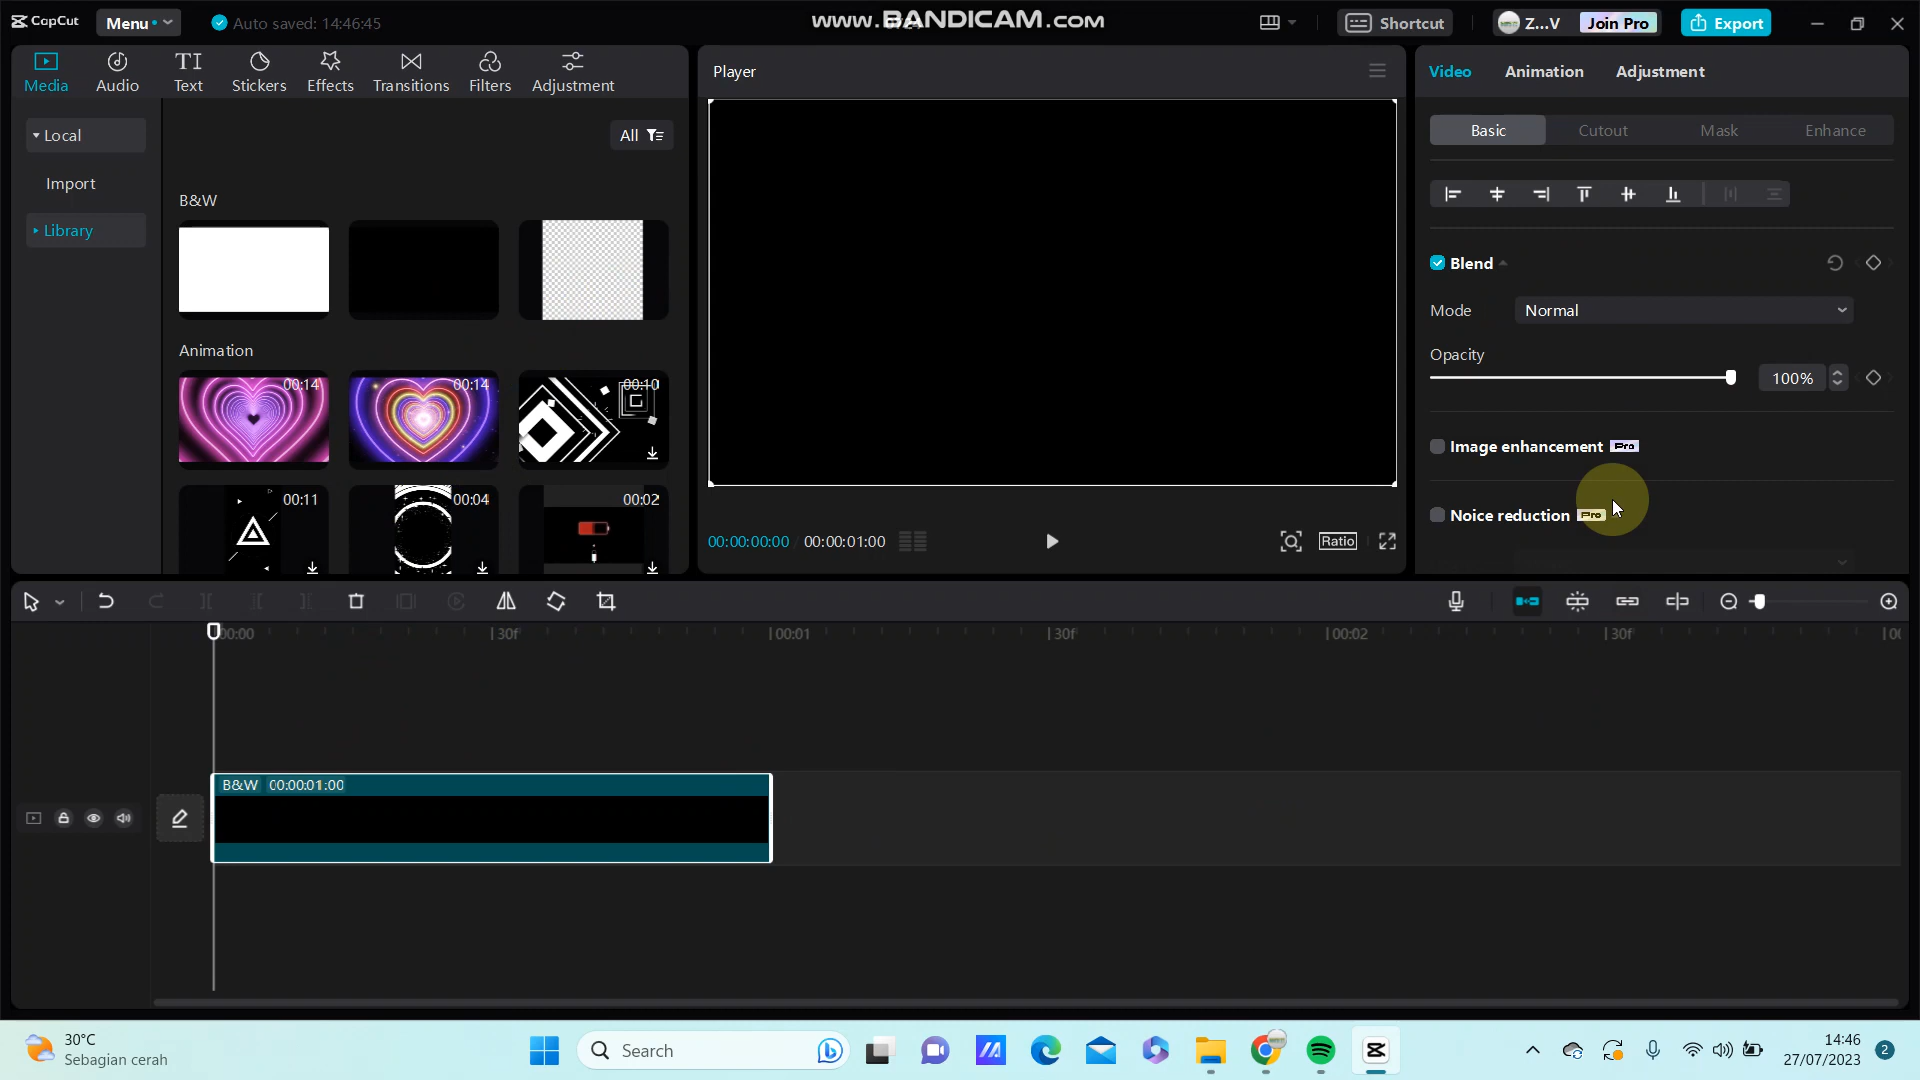 CapCut
Menu
Auto saved: 14:46:45
www.BANDICAM.com
Shortcut
Z...V
Join Pro
Export
Media
Audio
Text
Stickers
Effects
Transitions
Filters
Adjustment
Local
Import
Library
All
B&W
Animation
00:14
00:14
00:10
00:11
00:04
00:02
Player
00:00:00:00
00:00:01:00
Ratio
Video
Animation
Adjustment
Basic
Cutout
Mask
Enhance
Blend
Mode
Normal
Opacity
100%
Image enhancement Pro
Noice reduction Pro
00:00
30f
00:01
30f
00:02
30f
B&W 00:00:01:00
30°C
Sebagian cerah
Search
14:46
27/07/2023
2